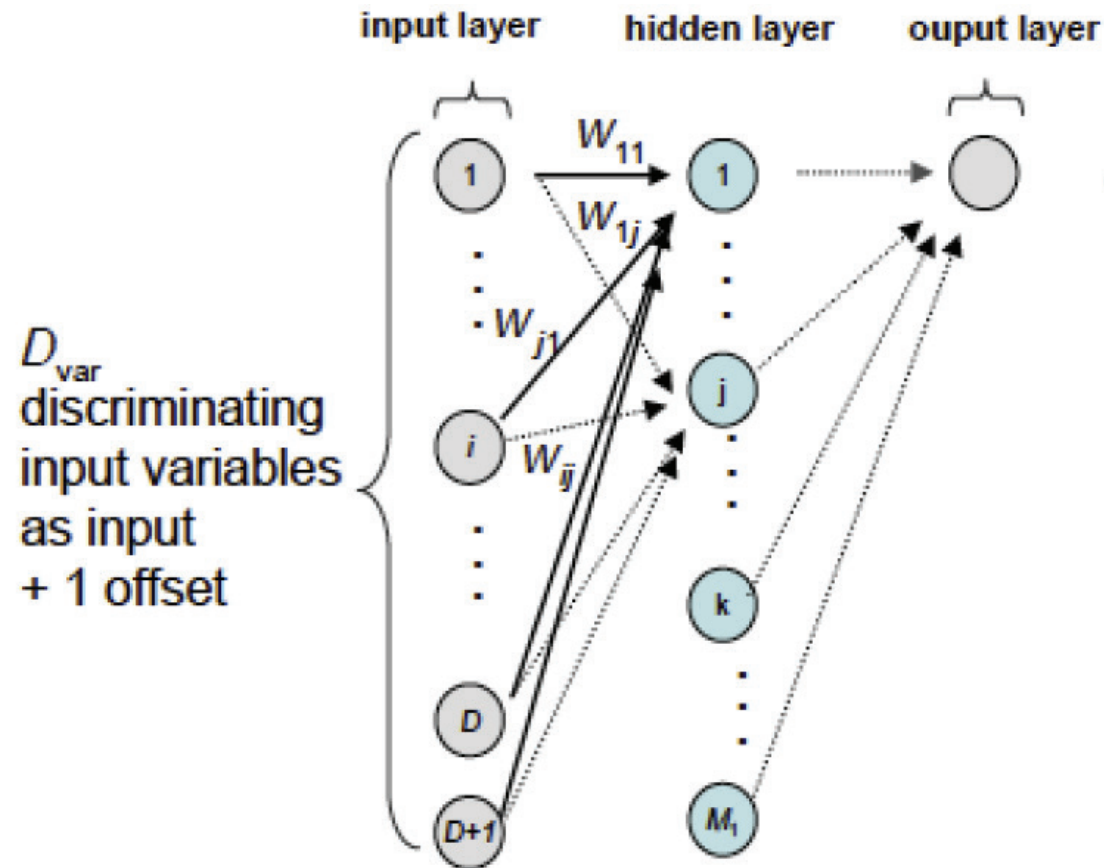 input layer hidden layer ouput layer
1 W11 1
W1j
Wj1
Dvar
discriminating
input variables
as input
+ 1 offset
i Wij j
k
D
D+1 M1